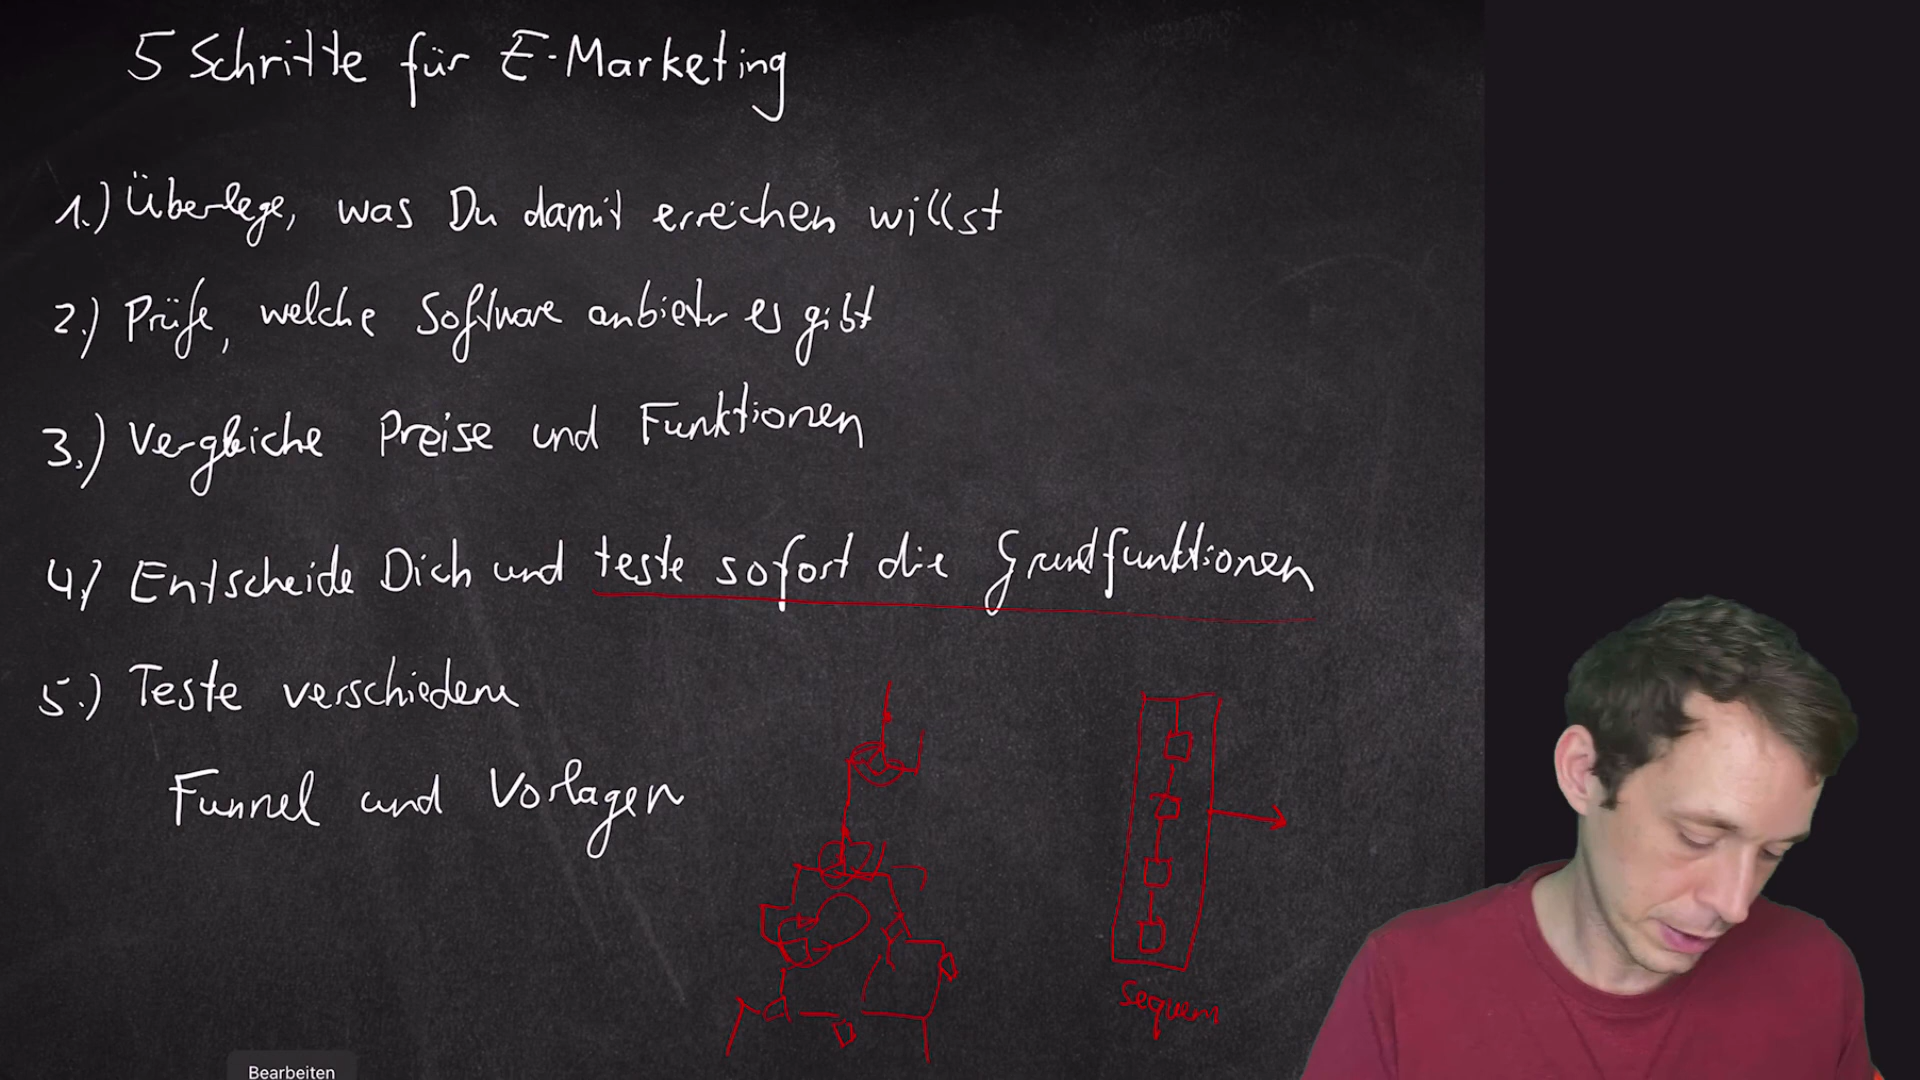 5 Schritte für E-Marketing
1.) Überlege, was Du damit erreichen willst
2.) Prüfe, welche Softwareanbieter es gibt
3.) Vergleiche Preise und Funktionen
4.) Entscheide Dich und teste sofort die Grundfunktionen
5.) Teste verschiedene
Funnel und Vorlagen
Sequenz
Bearbeiten